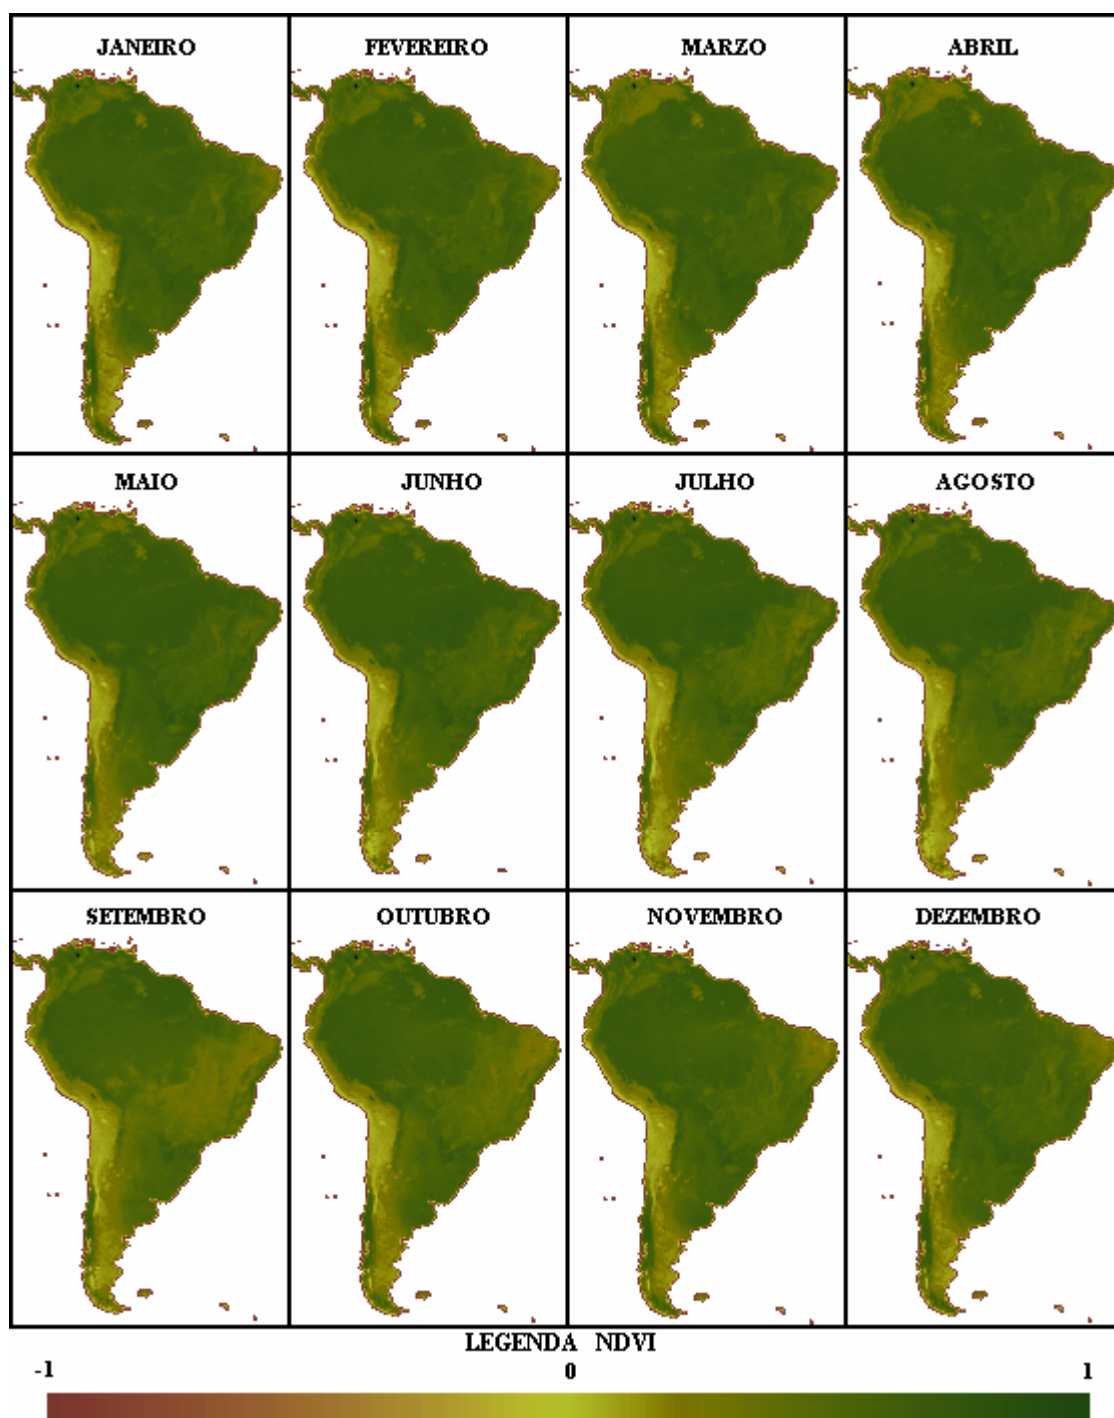 JANEIRO FEVEREIRO MARZO ABRIL
MAIO JUNHO JULHO AGOSTO
SETEMBRO OUTUBRO NOVEMBRO DEZEMBRO
LEGENDA NDVI
-1 0 1